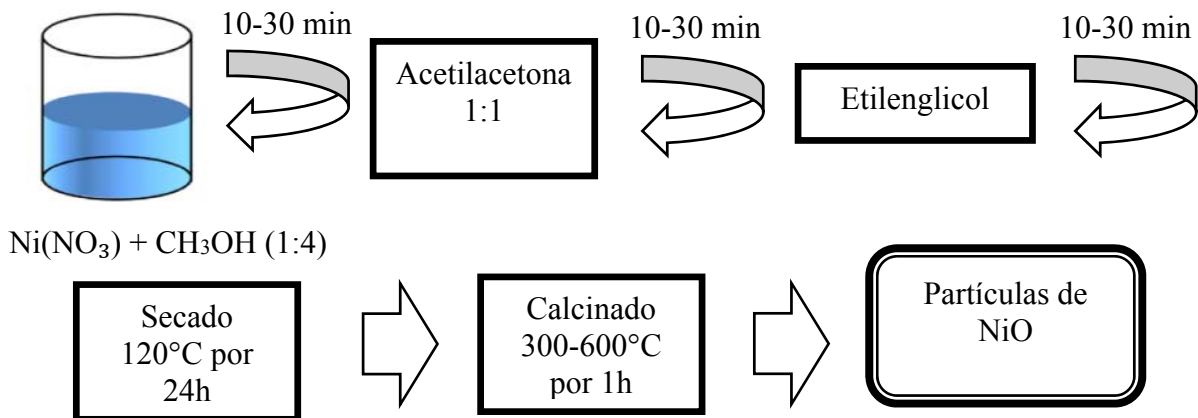 10-30 min
10-30 min
10-30 min
Acetilacetona
1:1
Etilenglicol
Ni(NO₃) + CH₃OH (1:4)
Secado
120°C por
24h
Calcinado
300-600°C
por 1h
Partículas de
NiO